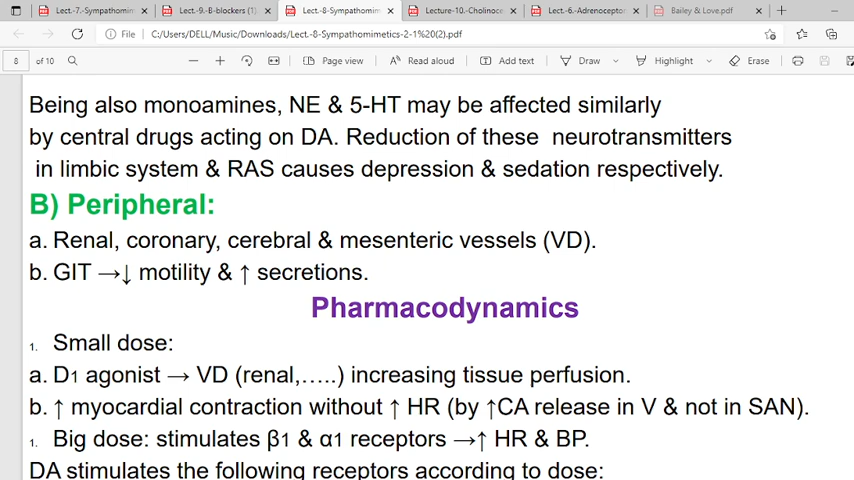 Lect.-7.-Sympathomim
Lect.-9.-B-blockers (1)
Lect.-8-Sympathomim
Lecture-10.-Cholinoce
Lect.-6.-Adrenoceptor
Bailey & Love.pdf
File C:/Users/DELL/Music/Downloads/Lect.-8-Sympathomimetics-2-1%20(2).pdf
8 of 10 Page view Read aloud Add text Draw Highlight Erase
Being also monoamines, NE & 5-HT may be affected similarly
by central drugs acting on DA. Reduction of these neurotransmitters
in limbic system & RAS causes depression & sedation respectively.
B) Peripheral:
a. Renal, coronary, cerebral & mesenteric vessels (VD).
b. GIT →↓ motility & ↑ secretions.
Pharmacodynamics
1. Small dose:
a. D1 agonist → VD (renal,.....) increasing tissue perfusion.
b. ↑ myocardial contraction without ↑ HR (by ↑CA release in V & not in SAN).
1. Big dose: stimulates β1 & α1 receptors →↑ HR & BP.
DA stimulates the following receptors according to dose: